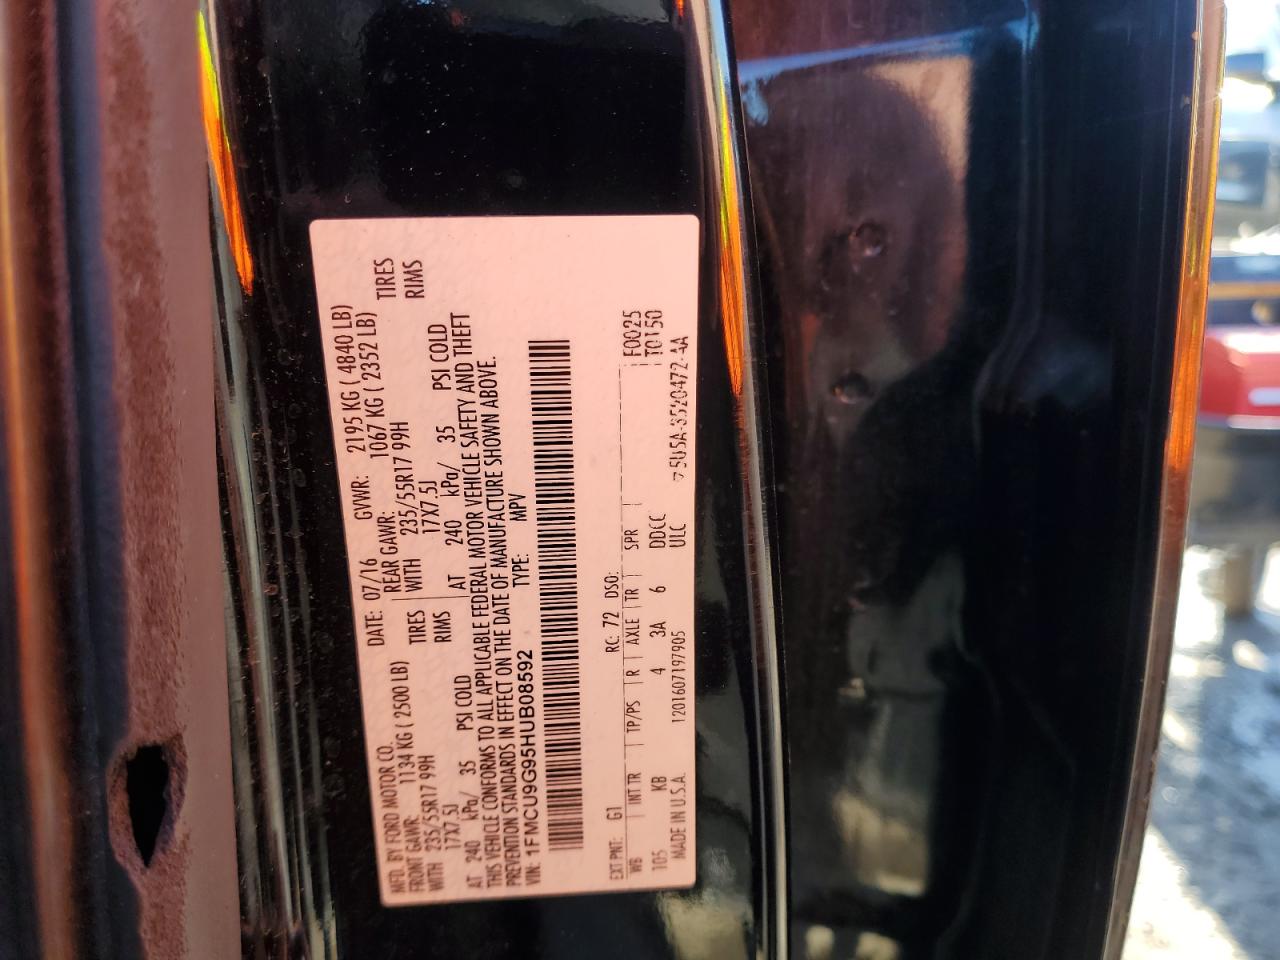 MFD. BY FORD MOTOR CO.
DATE: 07/16 GVWR: 2195 KG ( 4840 LB)
FRONT GAWR: 1134 KG ( 2500 LB) REAR GAWR: 1067 KG ( 2352 LB)
WITH 235/55R17 99H TIRES WITH 235/55R17 99H TIRES
17X7.5J RIMS 17X7.5J RIMS
AT 240 kPa/ 35 PSI COLD AT 240 kPa/ 35 PSI COLD
THIS VEHICLE CONFORMS TO ALL APPLICABLE FEDERAL MOTOR VEHICLE SAFETY AND THEFT
PREVENTION STANDARDS IN EFFECT ON THE DATE OF MANUFACTURE SHOWN ABOVE.
VIN: 1FMCU9G95HUB08592 TYPE: MPV
EXT PNT: G1 RC: 72 DSO: F0025
WB INT TR TP/PS R AXLE TR SPR T0150
105 KB 4 3A 6 DDCC
MADE IN U.S.A. 1201607197905 ULC